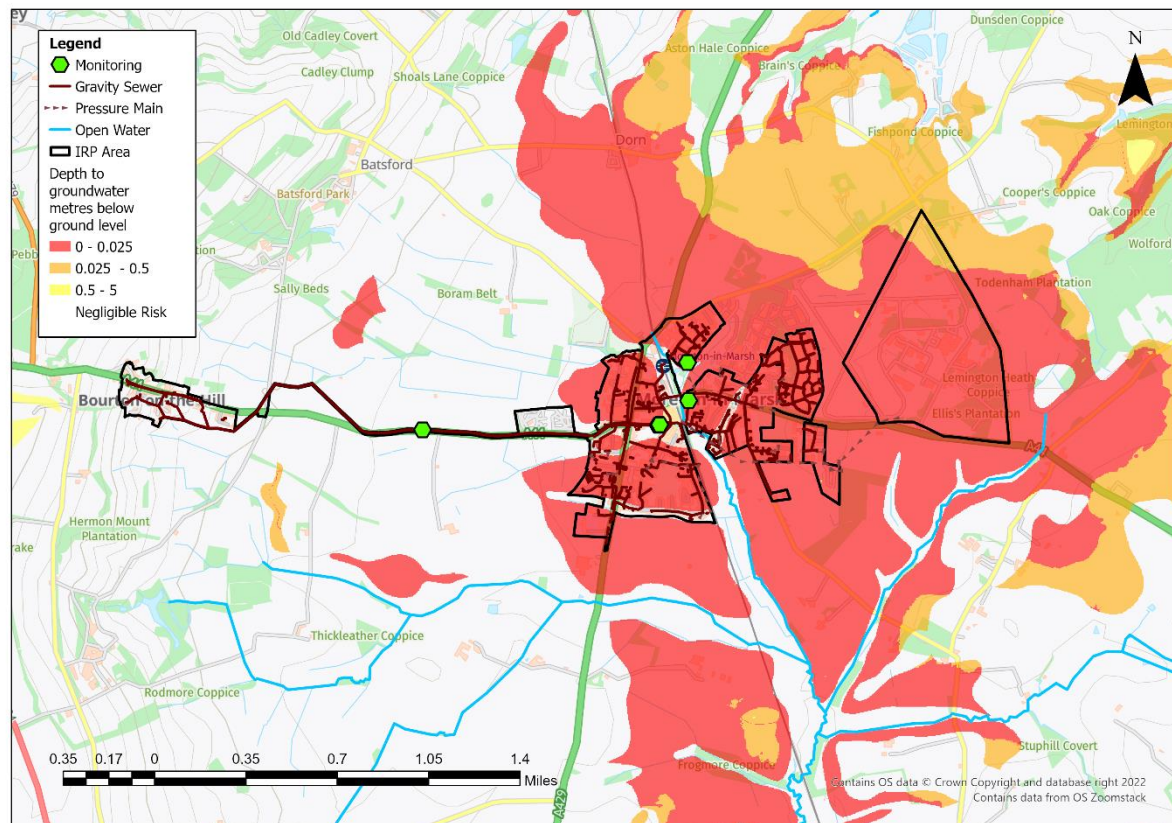 ey
Old Cadley Covert
Cadley Clump
Shoals Lane Coppice
Aston Hale Coppice
Brain's Coppice
Dunsden Coppice
N
Legend
Monitoring
Gravity Sewer
Pressure Main
Open Water
IRP Area
Depth to
groundwater
metres below
ground level
0 - 0.025
0.025 - 0.5
0.5 - 5
Negligible Risk
Dorn
Batsford
Batsford Park
Fishpond Coppice
Lemington
Cooper's Coppice
Oak Coppice
Wolford
Pebb
Sally Beds
Boram Belt
Todenham Plantation
Lemington Heath
Coppice
Ellis's Plantation
Bourton on the Hill
A4
Hermon Mount
Plantation
rake
Thickleather Coppice
Rodmore Coppice
Frogmore Coppice
Stuphill Covert
A429
0.35 0.17 0 0.35 0.7 1.05 1.4
Miles
Contains OS data © Crown Copyright and database right 2022
Contains data from OS Zoomstack